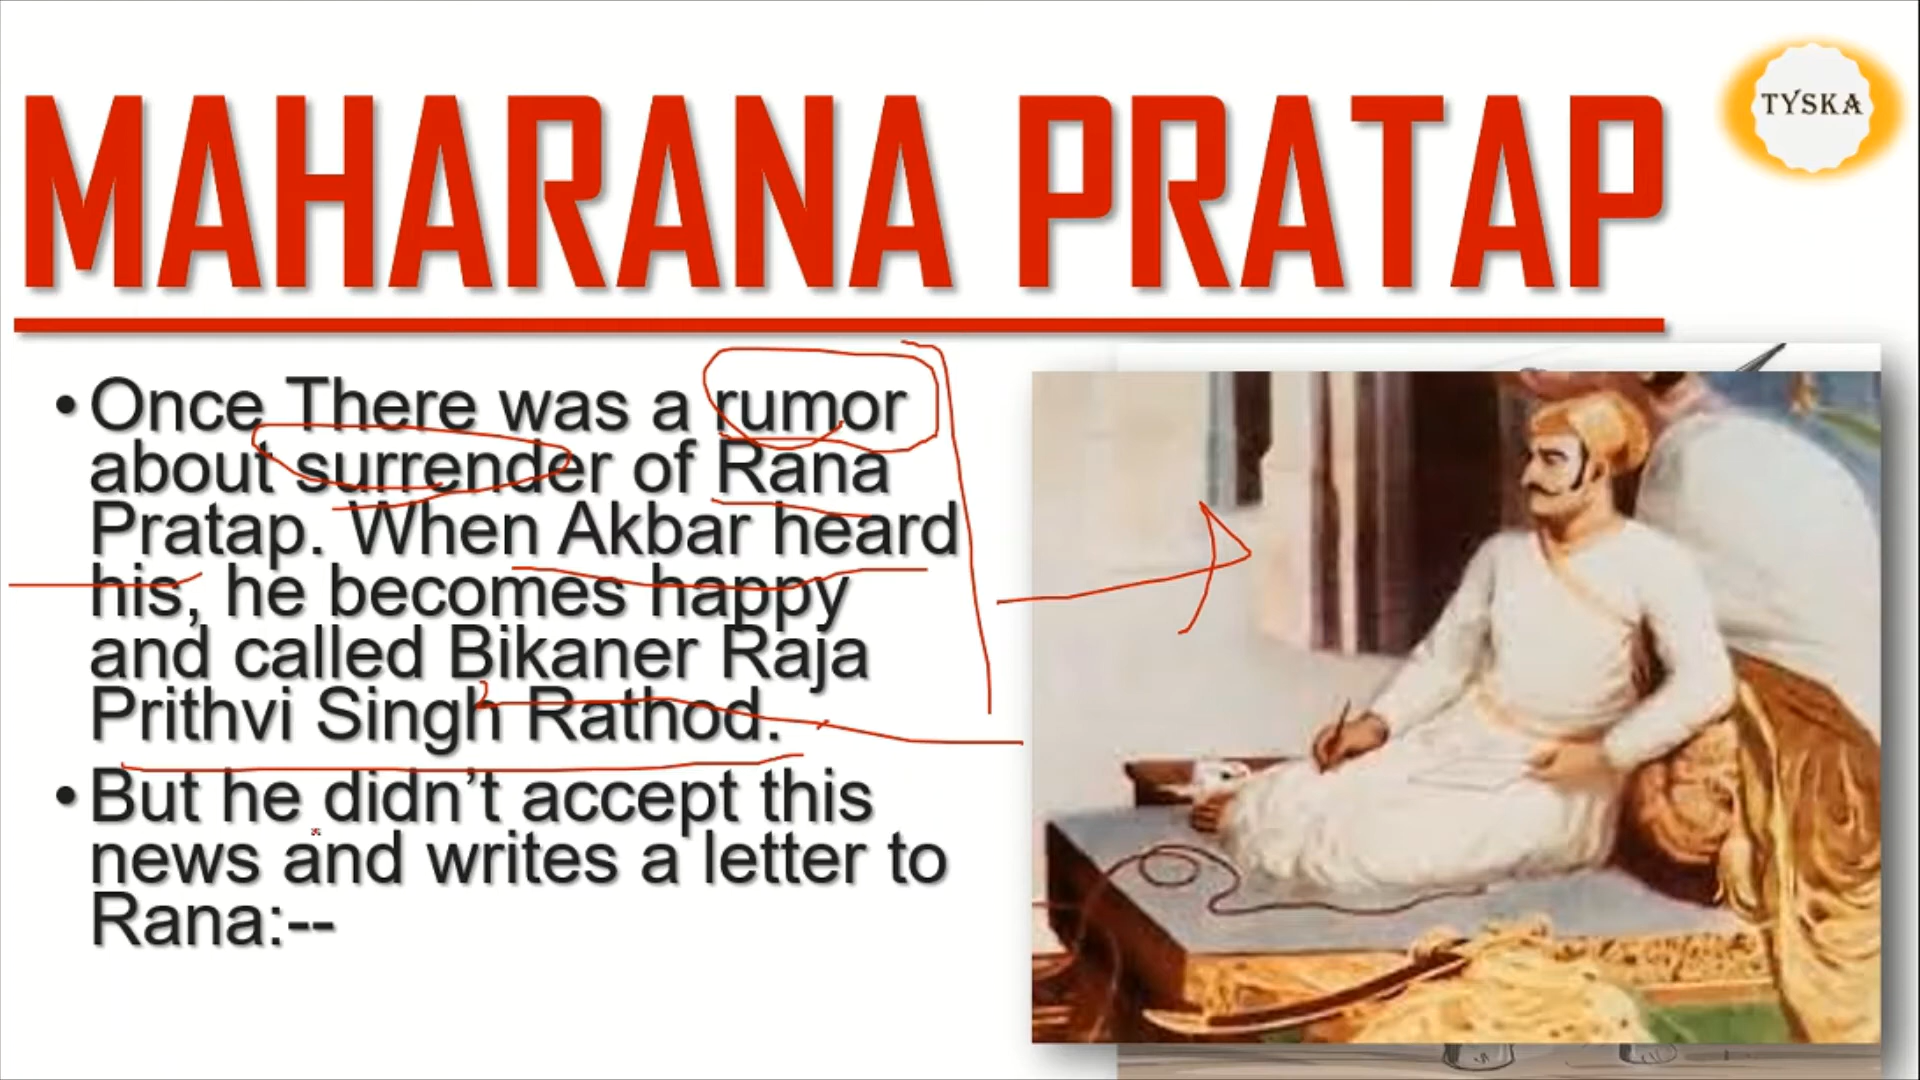 MAHARANA PRATAP
TYSKA
• Once There was a rumor
about surrender of Rana
Pratap. When Akbar heard
his, he becomes happy
and called Bikaner Raja
Prithvi Singh Rathod.
• But he didn’t accept this
news and writes a letter to
Rana:--